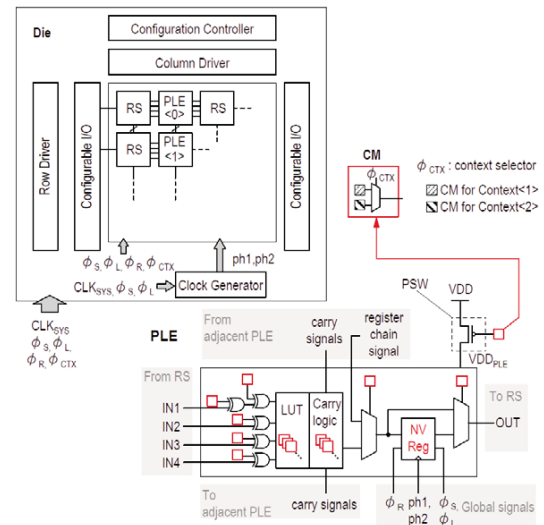 Die
Configuration Controller
Column Driver
Row Driver
Configurable I/O
RS
PLE
<0>
RS
RS
PLE
<1>
Configurable I/O
ϕS, ϕL, ϕR, ϕCTX
ph1,ph2
CLKSYS, ϕS, ϕL
Clock Generator
CLKSYS
ϕS, ϕL,
ϕR, ϕCTX
CM
ϕCTX
ϕCTX : context selector
CM for Context<1>
CM for Context<2>
PSW
VDD
VDDPLE
PLE
From
adjacent PLE
carry
signals
register
chain
signal
From RS
IN1
IN2
IN3
IN4
LUT
Carry
logic
NV
Reg
To RS
OUT
To
adjacent PLE
carry signals
ϕR
ph1,
ph2
ϕS,
ϕL
Global signals